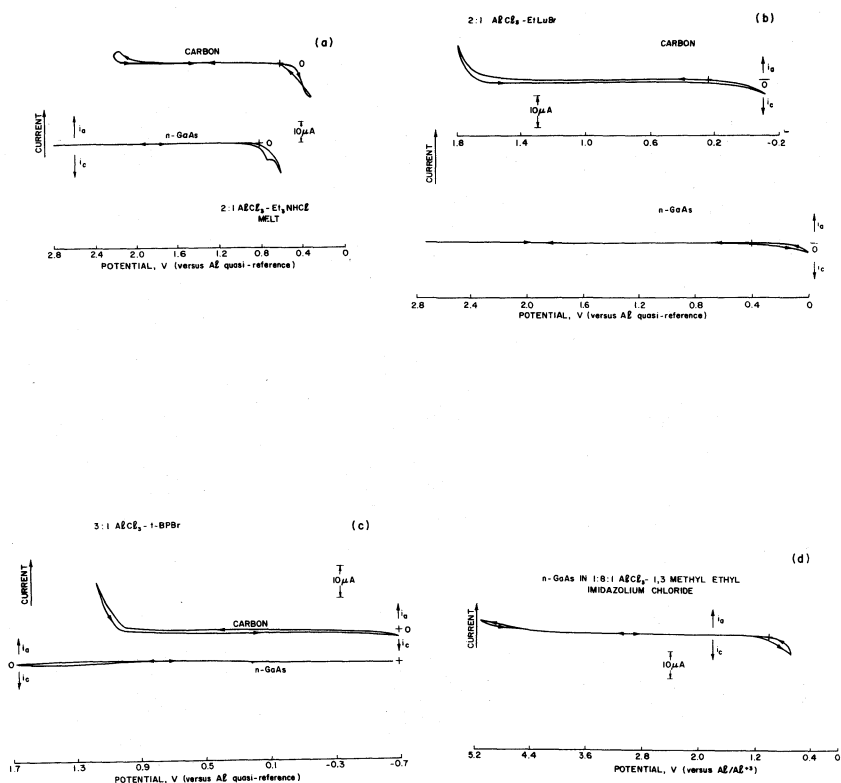 (a)
CARBON
O
CURRENT
ia
ic
n-GaAs
O
10μA
2:1 AℓCℓ₃-Et₃NHCℓ
MELT
2.8 2.4 2.0 1.6 1.2 0.8 0.4 0
POTENTIAL, V (versus Aℓ quasi-reference)
2:1 AℓCℓ₃-EtLuBr
(b)
CARBON
ia
O
ic
10μA
CURRENT
1.8 1.4 1.0 0.6 0.2 -0.2
n-GaAs
ia
O
ic
2.8 2.4 2.0 1.6 1.2 0.8 0.4 0
POTENTIAL, V (versus Aℓ quasi-reference)
3:1 AℓCℓ₃-t-BPBr
(c)
CURRENT
10μA
ia
CARBON
O
ic
ia
O
ic
n-GaAs
1.7 1.3 0.9 0.5 0.1 -0.3 -0.7
POTENTIAL, V (versus Aℓ quasi-reference)
(d)
n-GaAs IN 1:8:1 AℓCℓ₃-1,3 METHYL ETHYL
IMIDAZOLIUM CHLORIDE
CURRENT
ia
ic
10μA
5.2 4.4 3.6 2.8 2.0 1.2 0.4 0
POTENTIAL, V (versus Aℓ/Aℓ⁺³)